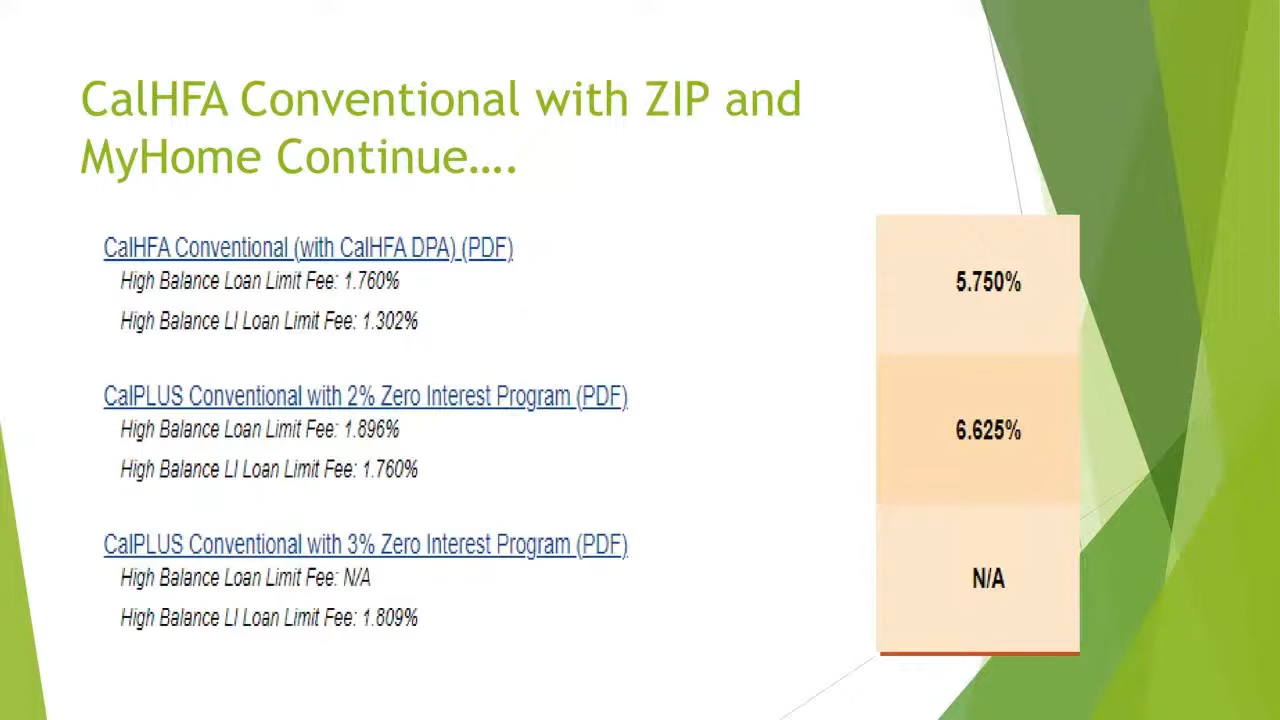 CalHFA Conventional with ZIP and
MyHome Continue....
CalHFA Conventional (with CalHFA DPA) (PDF)
High Balance Loan Limit Fee: 1.760%
5.750%
High Balance LI Loan Limit Fee: 1.302%
CalPLUS Conventional with 2% Zero Interest Program (PDF)
High Balance Loan Limit Fee: 1.896%
6.625%
High Balance LI Loan Limit Fee: 1.760%
CalPLUS Conventional with 3% Zero Interest Program (PDF)
High Balance Loan Limit Fee: N/A
N/A
High Balance LI Loan Limit Fee: 1.809%